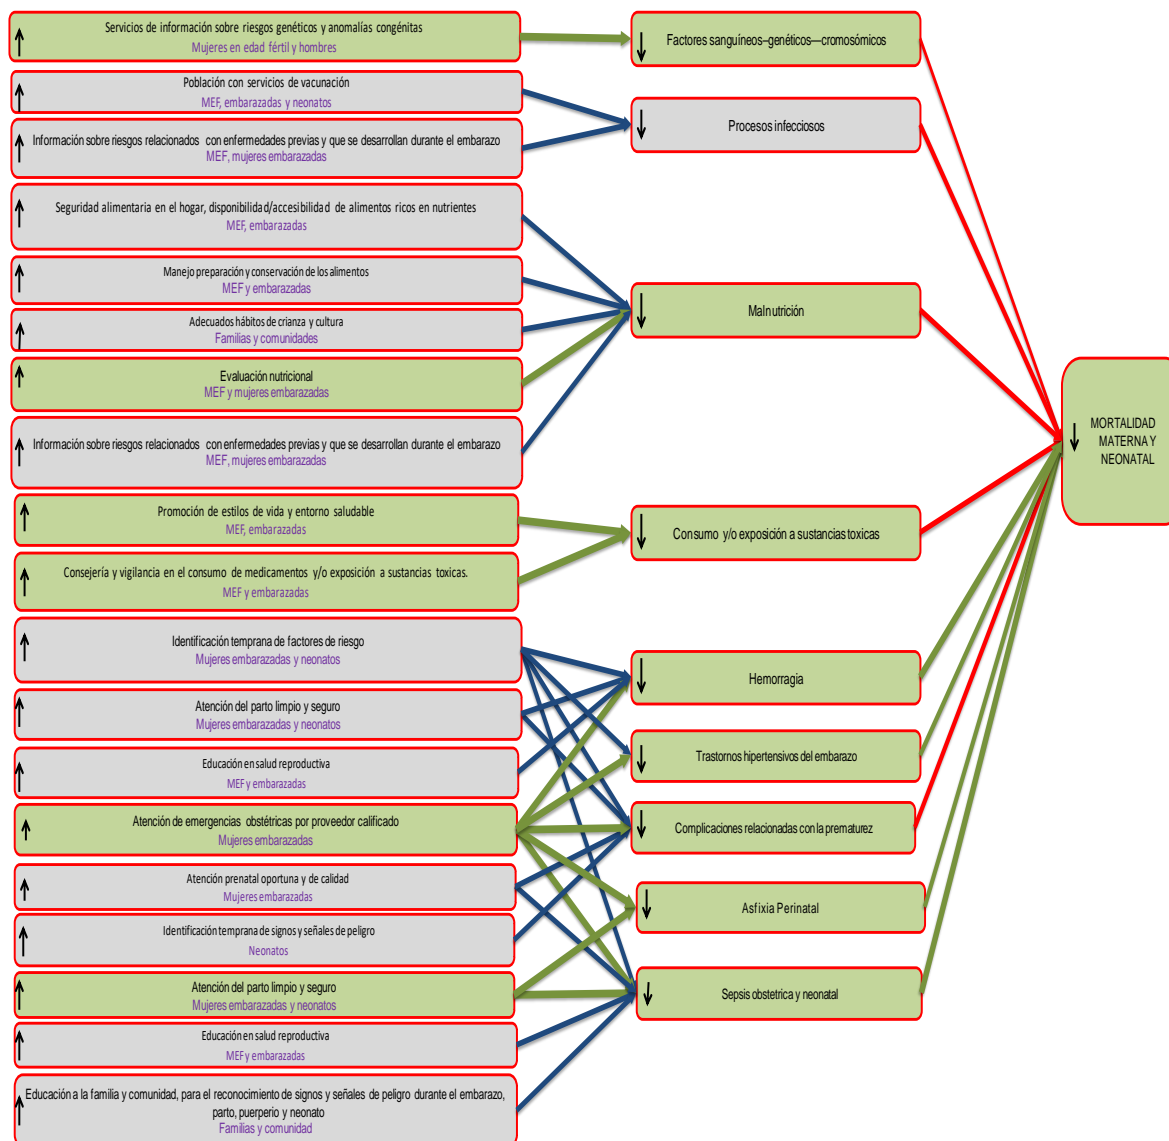 Servicios de información sobre riesgos genéticos y anomalías congénitas
Mujeres en edad fértil y hombres
Población con servicios de vacunación
MEF, embarazadas y neonatos
Información sobre riesgos relacionados con enfermedades previas y que se desarrollan durante el embarazo
MEF, mujeres embarazadas
Seguridad alimentaria en el hogar, disponibilidad/accesibilidad de alimentos ricos en nutrientes
MEF, embarazadas
Manejo preparación y conservación de los alimentos
MEF y embarazadas
Adecuados hábitos de crianza y cultura
Familias y comunidades
Evaluación nutricional
MEF y mujeres embarazadas
Información sobre riesgos relacionados con enfermedades previas y que se desarrollan durante el embarazo
MEF, mujeres embarazadas
Promoción de estilos de vida y entorno saludable
MEF, embarazadas
Consejería y vigilancia en el consumo de medicamentos y/o exposición a sustancias toxicas.
MEF y embarazadas
Identificación temprana de factores de riesgo
Mujeres embarazadas y neonatos
Atención del parto limpio y seguro
Mujeres embarazadas y neonatos
Educación en salud reproductiva
MEF y embarazadas
Atención de emergencias obstétricas por proveedor calificado
Mujeres embarazadas
Atención prenatal oportuna y de calidad
Mujeres embarazadas
Identificación temprana de signos y señales de peligro
Neonatos
Atención del parto limpio y seguro
Mujeres embarazadas y neonatos
Educación en salud reproductiva
MEF y embarazadas
Educación a la familia y comunidad, para el reconocimiento de signos y señales de peligro durante el embarazo,
parto, puerperio y neonato
Familias y comunidad
Factores sanguíneos–genéticos—cromosómicos
Procesos infecciosos
Malnutrición
Consumo y/o exposición a sustancias toxicas
Hemorragia
Trastornos hipertensivos del embarazo
Complicaciones relacionadas con la prematurez
Asfixia Perinatal
Sepsis obstetrica y neonatal
MORTALIDAD
MATERNA Y
NEONATAL